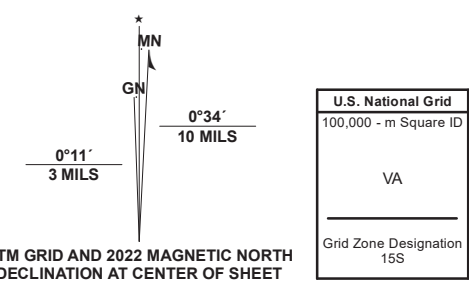 ★
MN
GN
0°34´
10 MILS
0°11´
3 MILS
TM GRID AND 2022 MAGNETIC NORTH
DECLINATION AT CENTER OF SHEET
U.S. National Grid
100,000 - m Square ID
VA
Grid Zone Designation
15S